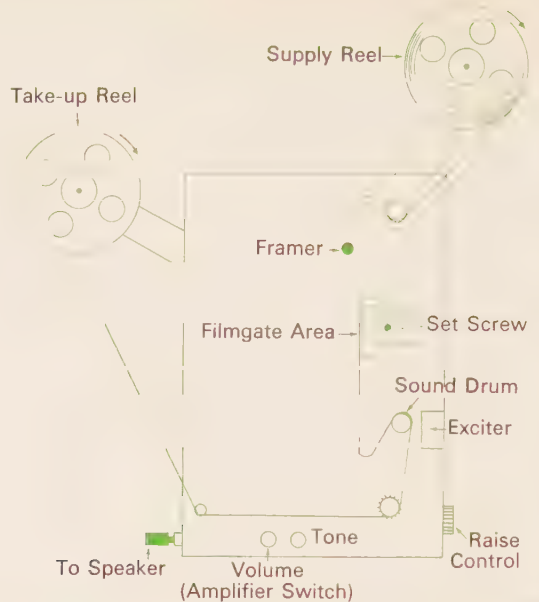 Supply Reel
Take-up Reel
Framer
Filmgate Area
Set Screw
Sound Drum
Exciter
To Speaker
Volume
(Amplifier Switch)
Tone
Raise
Control